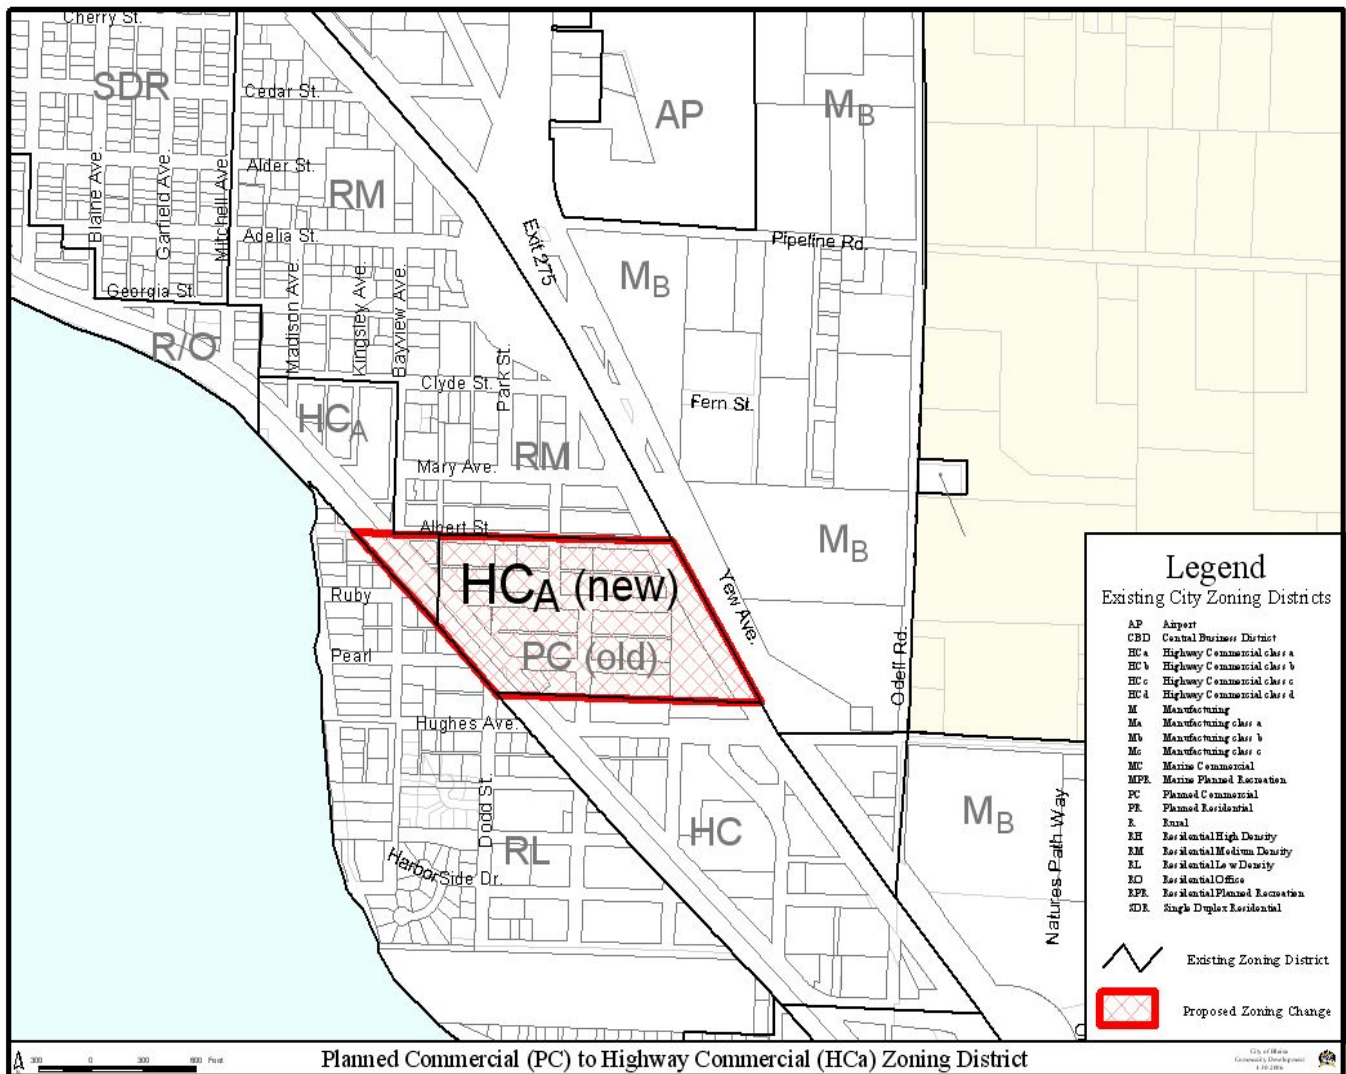 Cherry St.
SDR
Cedar St.
AP
MB
Alder St.
RM
Blaine Ave.
Garfield Ave.
Mitchell Ave.
Adelia St.
Exit 275
Pipeline Rd.
MB
Georgia St.
Madison Ave.
Kingsley Ave.
Bayview Ave.
R/O
Clyde St.
Park St.
Fern St.
HCA
Mary Ave.
RM
Albert St.
MB
HCA (new)
Yew Ave.
Ruby
PC (old)
Pearl
Odell Rd.
Hughes Ave.
Dodd St.
HC
MB
RL
HarborSide Dr.
Natures Path Way
Legend
Existing City Zoning Districts
AP Airport
CBD Central Business District
HCa Highway Commercial class a
HCb Highway Commercial class b
HCc Highway Commercial class c
HCd Highway Commercial class d
M Manufacturing
Ma Manufacturing class a
Mb Manufacturing class b
Mc Manufacturing class c
MC Marine Commercial
MPR Marine Planned Recreation
PC Planned Commercial
PR Planned Residential
R Rural
RH Residential High Density
RM Residential Medium Density
RL Residential Low Density
RO Residential Office
RPR Residential Planned Recreation
SDR Single Duplex Residential
Existing Zoning District
Proposed Zoning Change
300 0 300 600 Feet
Planned Commercial (PC) to Highway Commercial (HCa) Zoning District
City of Blaine
Community Development